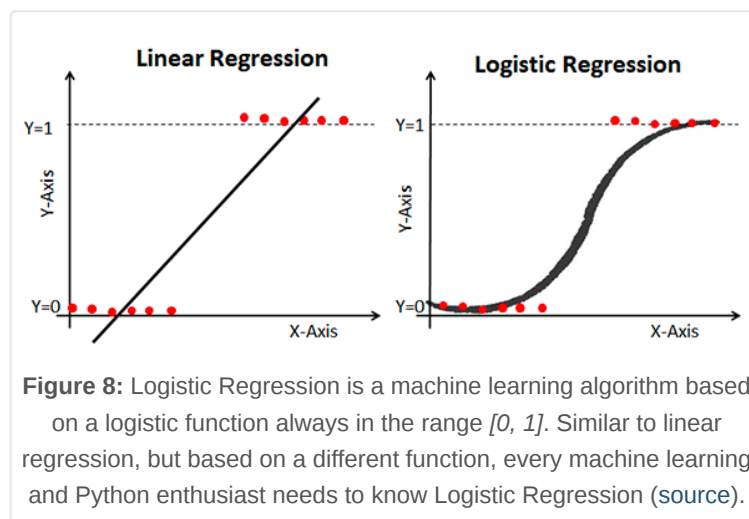 Linear Regression
Y=1
Y-Axis
Y=0
X-Axis
Logistic Regression
Y=1
Y-Axis
Y=0
X-Axis
Figure 8: Logistic Regression is a machine learning algorithm based
on a logistic function always in the range [0, 1]. Similar to linear
regression, but based on a different function, every machine learning
and Python enthusiast needs to know Logistic Regression (source).